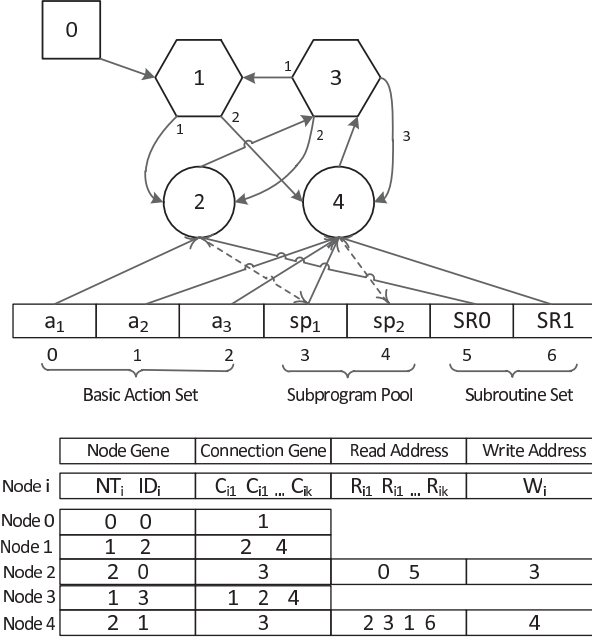 0
1
3
1
1
2
2
3
2
4
a₁ a₂ a₃ sp₁ sp₂ SR0 SR1
0 1 2 3 4 5 6
Basic Action Set Subprogram Pool Subroutine Set
Node Gene Connection Gene Read Address Write Address
Node i NTᵢ IDᵢ Cᵢ₁ Cᵢ₁ ... Cᵢₖ Rᵢ₁ Rᵢ₁ ... Rᵢₖ Wᵢ
Node 0 0 0 1
Node 1 1 2 2 4
Node 2 2 0 3 0 5 3
Node 3 1 3 1 2 4
Node 4 2 1 3 2 3 1 6 4